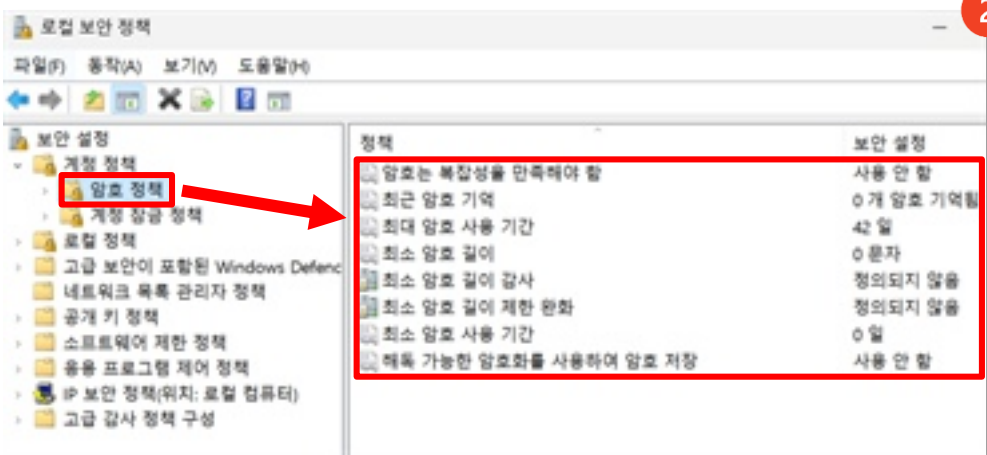 2
로컬 보안 정책
파일(F) 동작(A) 보기(V) 도움말(H)
보안 설정
계정 정책
암호 정책
계정 잠금 정책
로컬 정책
고급 보안이 포함된 Windows Defenc
네트워크 목록 관리자 정책
공개 키 정책
소프트웨어 제한 정책
응용 프로그램 제어 정책
IP 보안 정책(위치: 로컬 컴퓨터)
고급 감사 정책 구성
정책 보안 설정
암호는 복잡성을 만족해야 함 사용 안 함
최근 암호 기억 0 개 암호 기억됨
최대 암호 사용 기간 42 일
최소 암호 길이 0 문자
최소 암호 길이 감사 정의되지 않음
최소 암호 길이 제한 완화 정의되지 않음
최소 암호 사용 기간 0 일
해독 가능한 암호화를 사용하여 암호 저장 사용 안 함